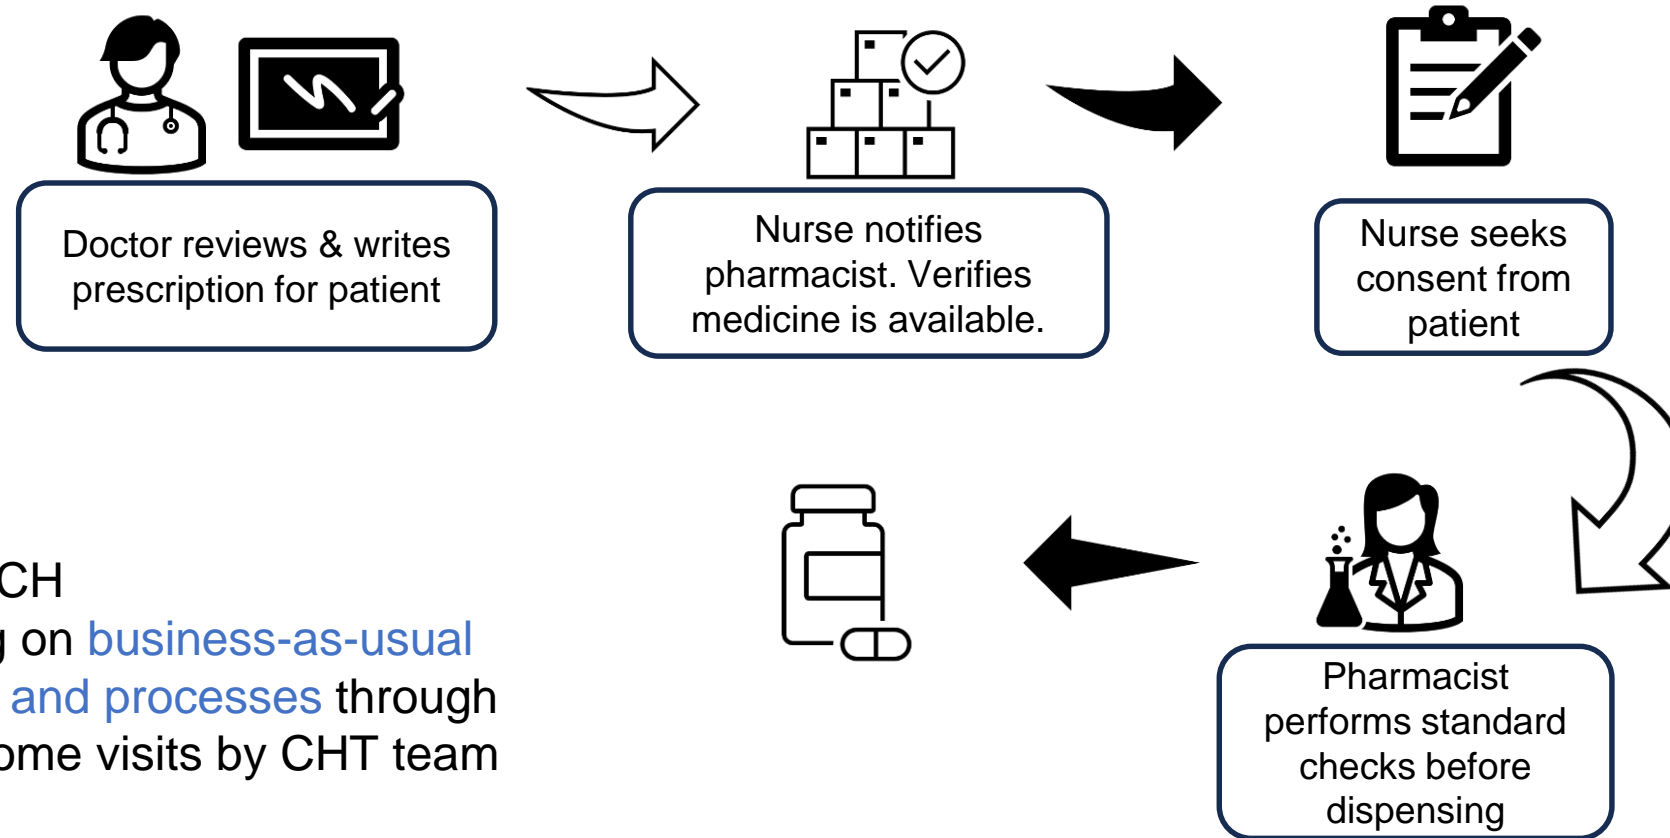 Doctor reviews & writes
prescription for patient
Nurse notifies
pharmacist. Verifies
medicine is available.
Nurse seeks
consent from
patient
Pharmacist
performs standard
checks before
dispensing
CH
on business-as-usual
and processes through
visits by CHT team